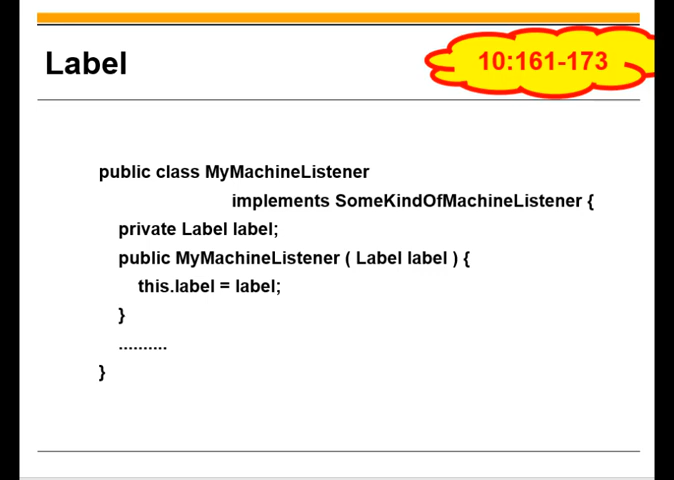 Label
10:161-173
public class MyMachineListener
implements SomeKindOfMachineListener {
private Label label;
public MyMachineListener ( Label label ) {
this.label = label;
}
..........
}